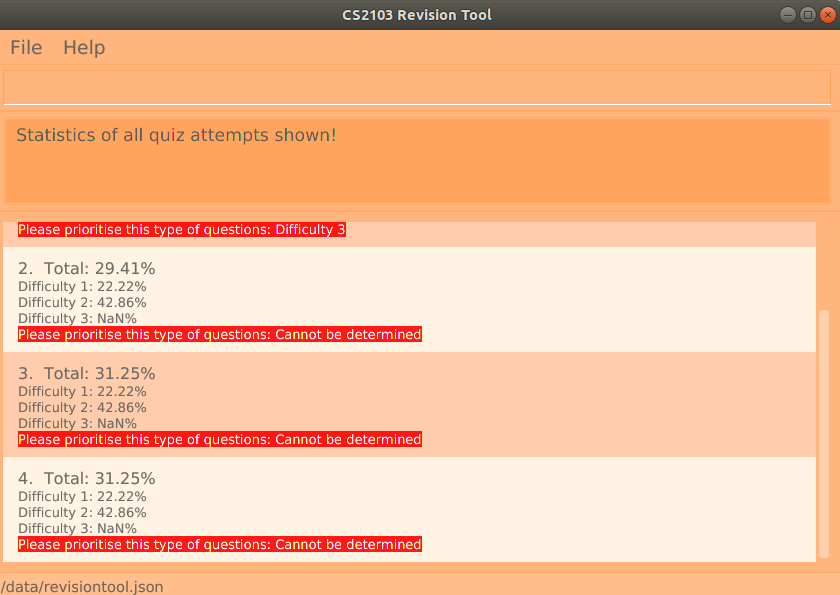 CS2103 Revision Tool
File Help
Statistics of all quiz attempts shown!
Please prioritise this type of questions: Difficulty 3
2. Total: 29.41%
Difficulty 1: 22.22%
Difficulty 2: 42.86%
Difficulty 3: NaN%
Please prioritise this type of questions: Cannot be determined
3. Total: 31.25%
Difficulty 1: 22.22%
Difficulty 2: 42.86%
Difficulty 3: NaN%
Please prioritise this type of questions: Cannot be determined
4. Total: 31.25%
Difficulty 1: 22.22%
Difficulty 2: 42.86%
Difficulty 3: NaN%
Please prioritise this type of questions: Cannot be determined
/data/revisiontool.json